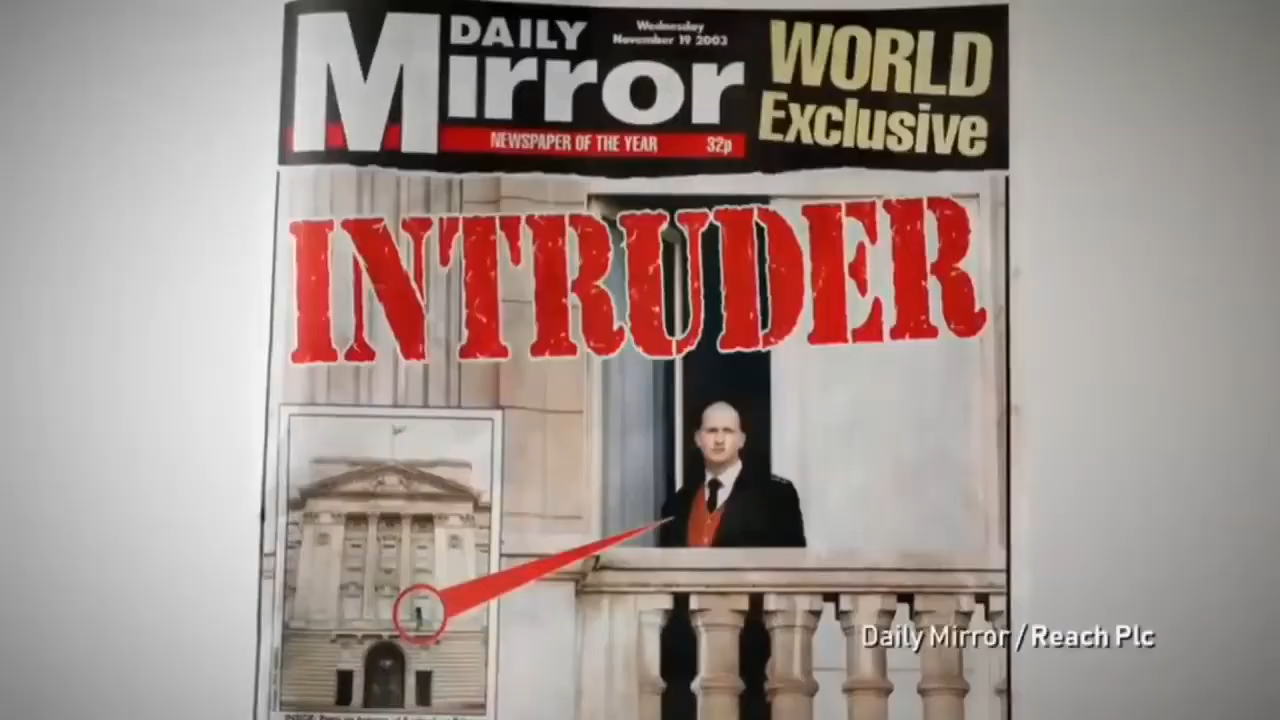 DAILY
Mirror
Wednesday
November 19 2003
NEWSPAPER OF THE YEAR 32p
WORLD
Exclusive
INTRUDER
Daily Mirror / Reach Plc